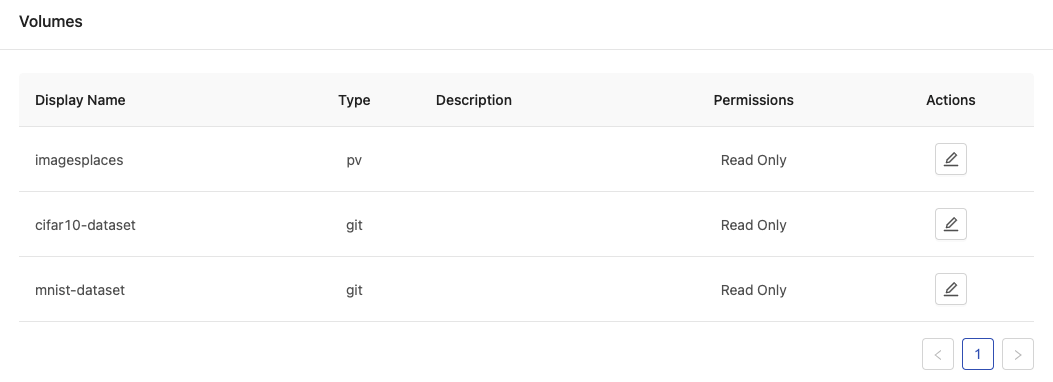 Volumes
Display Name Type Description Permissions Actions
imagesplaces pv Read Only
cifar10-dataset git Read Only
mnist-dataset git Read Only
< 1 >